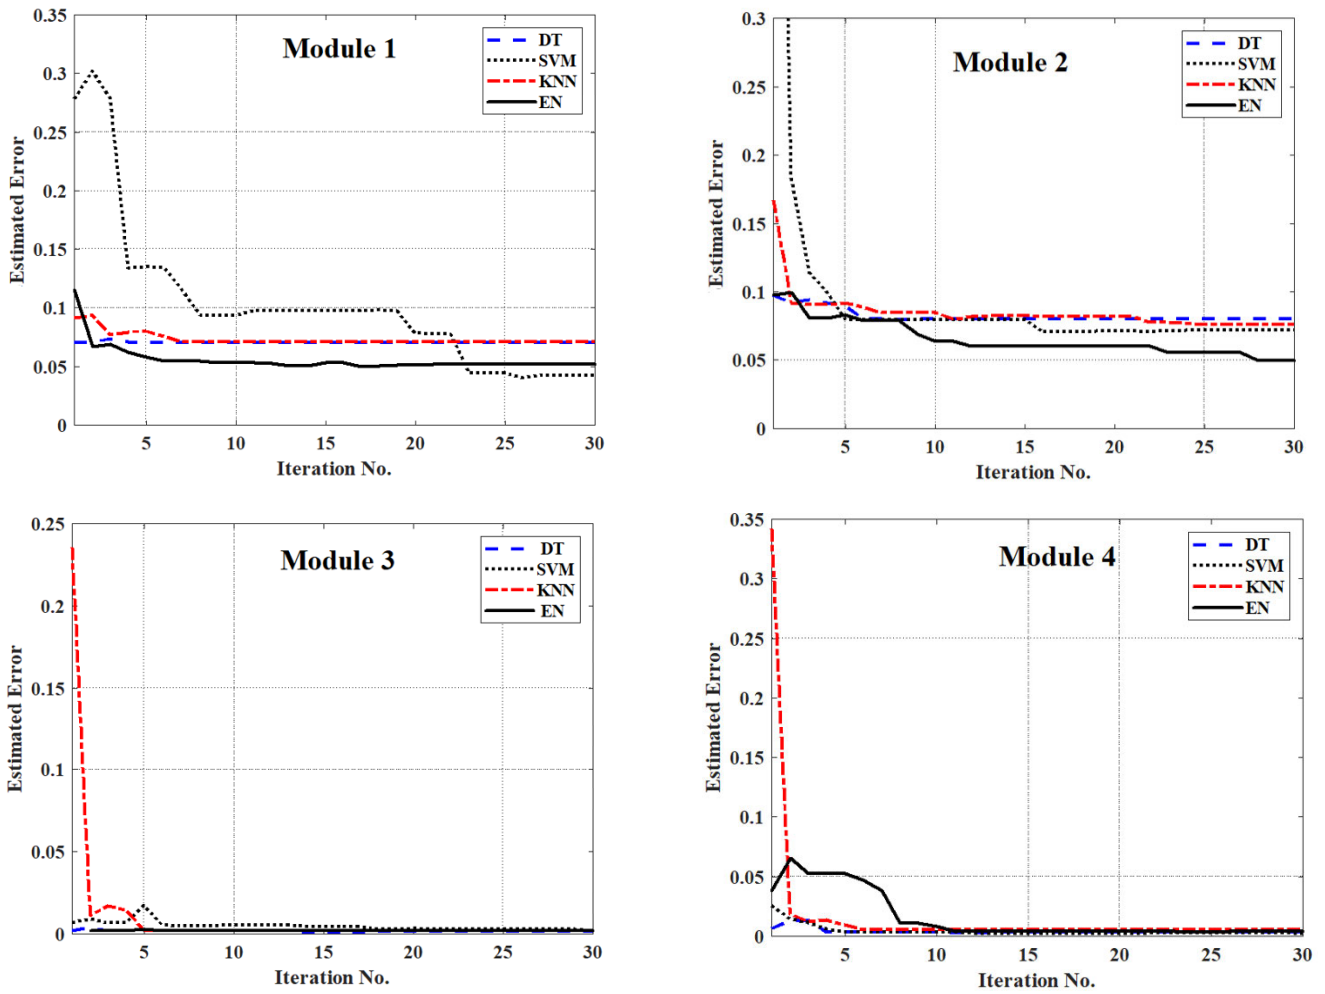 Module 1
DT
SVM
KNN
EN
0.35
0.3
0.25
0.2
0.15
0.1
0.05
0
Estimated Error
5
10
15
20
25
30
Iteration No.
Module 2
DT
SVM
KNN
EN
0.3
0.25
0.2
0.15
0.1
0.05
0
Estimated Error
5
10
15
20
25
30
Iteration No.
Module 3
DT
SVM
KNN
EN
0.25
0.2
0.15
0.1
0.05
0
Estimated Error
5
10
15
20
25
30
Iteration No.
Module 4
DT
SVM
KNN
EN
0.35
0.3
0.25
0.2
0.15
0.1
0.05
0
Estimated Error
5
10
15
20
25
30
Iteration No.